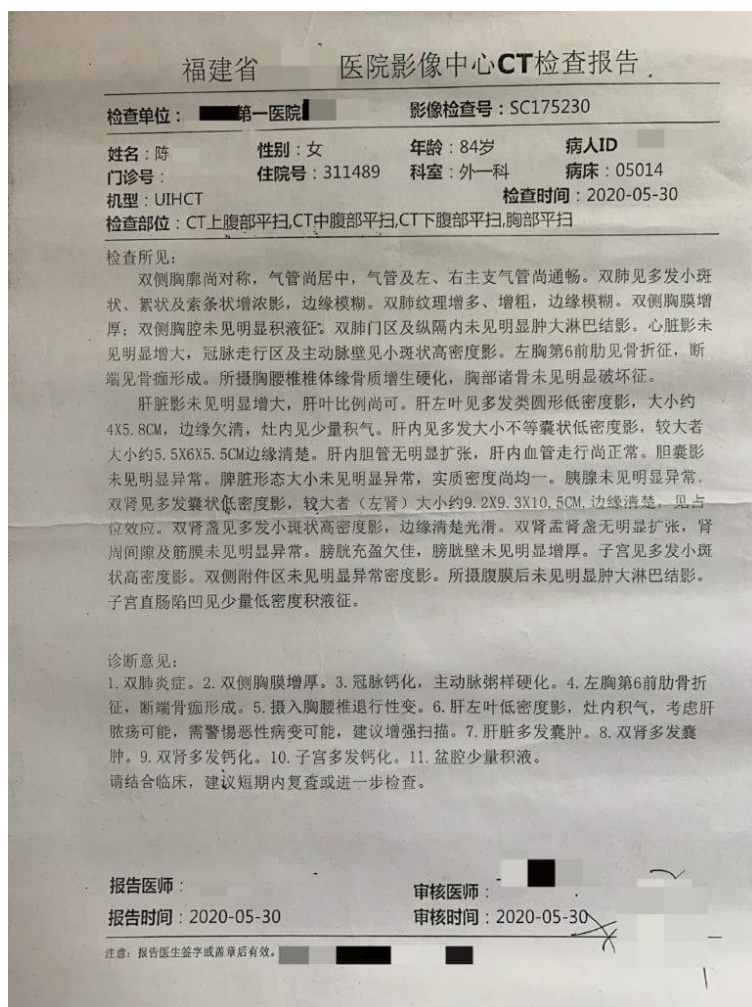 福建省 医院影像中心CT检查报告
检查单位： 第一医院 影像检查号：SC175230
姓名：陈 性别：女 年龄：84岁 病人ID
门诊号： 住院号：311489 科室：外一科 病床：05014
机型：UIHCT 检查时间：2020-05-30
检查部位：CT上腹部平扫,CT中腹部平扫,CT下腹部平扫,胸部平扫
检查所见：
双侧胸廓尚对称，气管尚居中，气管及左、右主支气管尚通畅。双肺见多发小斑
状、絮状及索条状增浓影，边缘模糊。双肺纹理增多、增粗，边缘模糊。双侧胸膜增
厚；双侧胸腔未见明显积液征。双肺门区及纵隔内未见明显肿大淋巴结影。心脏影未
见明显增大，冠脉走行区及主动脉壁见小斑状高密度影。左胸第6前肋见骨折征，断
端见骨痂形成。所摄胸腰椎椎体缘骨质增生硬化，胸部诸骨未见明显破坏征。
肝脏影未见明显增大，肝叶比例尚可。肝左叶见多发类圆形低密度影，大小约
4X5.8CM，边缘欠清，灶内见少量积气。肝内见多发大小不等囊状低密度影，较大者
大小约5.5X6X5.5CM边缘清楚。肝内胆管无明显扩张，肝内血管走行尚正常。胆囊影
未见明显异常。脾脏形态大小未见明显异常，实质密度尚均一。胰腺未见明显异常。
双肾见多发囊状低密度影，较大者（左肾）大小约9.2X9.3X10.5CM,边缘清楚，见占
位效应。双肾盏见多发小斑状高密度影，边缘清楚光滑。双肾盂肾盏无明显扩张，肾
周间隙及筋膜未见明显异常。膀胱充盈欠佳，膀胱壁未见明显增厚。子宫见多发小斑
状高密度影。双侧附件区未见明显异常密度影。所摄腹膜后未见明显肿大淋巴结影。
子宫直肠陷凹见少量低密度积液征。
诊断意见：
1.双肺炎症。2.双侧胸膜增厚。3.冠脉钙化，主动脉粥样硬化。4.左胸第6前肋骨折
征，断端骨痂形成。5.摄入胸腰椎退行性变。6.肝左叶低密度影，灶内积气，考虑肝
脓疡可能，需警惕恶性病变可能，建议增强扫描。7.肝脏多发囊肿。8.双肾多发囊
肿。9.双肾多发钙化。10.子宫多发钙化。11.盆腔少量积液。
请结合临床，建议短期内复查或进一步检查。
报告医师： 审核医师：
报告时间：2020-05-30 审核时间：2020-05-30
注意：报告医生签字或盖章后有效。